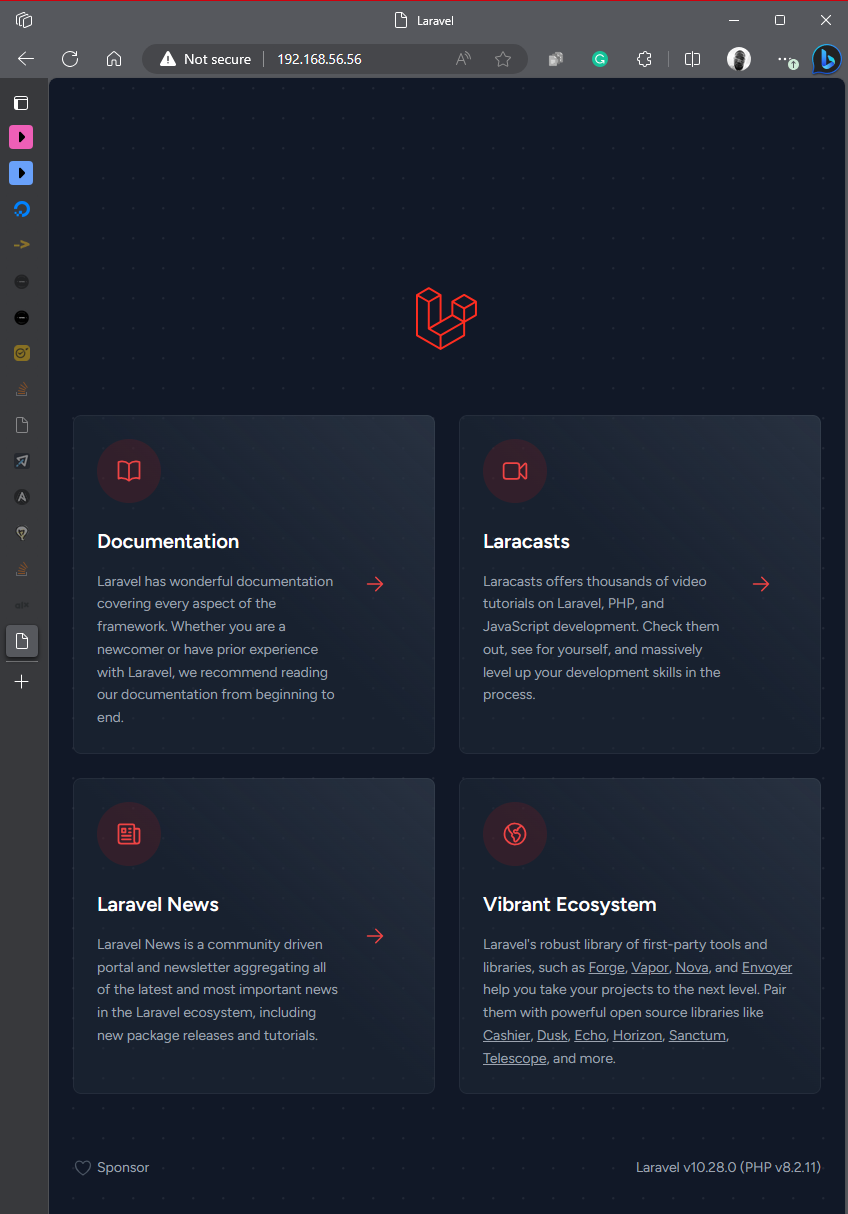 Laravel
Not secure
192.168.56.56
Documentation
Laravel has wonderful documentation
covering every aspect of the
framework. Whether you are a
newcomer or have prior experience
with Laravel, we recommend reading
our documentation from beginning to
end.
Laracasts
Laracasts offers thousands of video
tutorials on Laravel, PHP, and
JavaScript development. Check them
out, see for yourself, and massively
level up your development skills in the
process.
Laravel News
Laravel News is a community driven
portal and newsletter aggregating all
of the latest and most important news
in the Laravel ecosystem, including
new package releases and tutorials.
Vibrant Ecosystem
Laravel's robust library of first-party tools and
libraries, such as Forge, Vapor, Nova, and Envoyer
help you take your projects to the next level. Pair
them with powerful open source libraries like
Cashier, Dusk, Echo, Horizon, Sanctum,
Telescope, and more.
Sponsor
Laravel v10.28.0 (PHP v8.2.11)